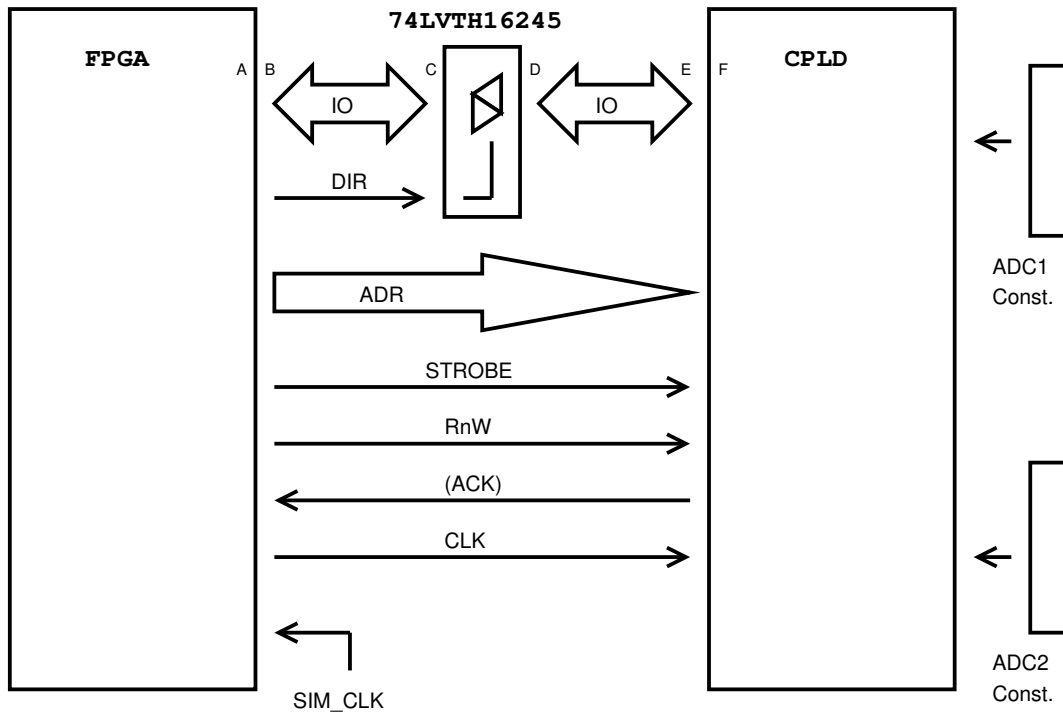 74LVTH16245
FPGA
CPLD
A B C D E F
IO IO
DIR
ADC1
Const.
ADR
STROBE
RnW
(ACK)
CLK
ADC2
Const.
SIM_CLK